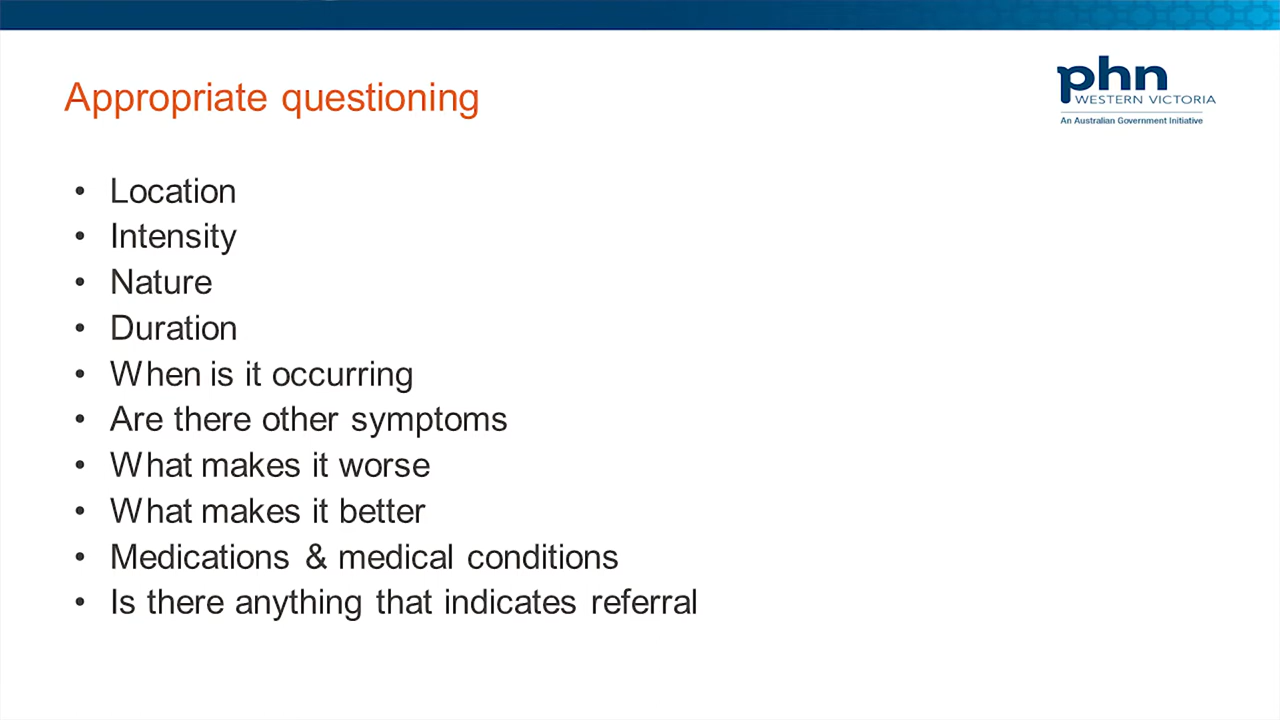 Appropriate questioning
phn
WESTERN VICTORIA
An Australian Government Initiative
• Location
• Intensity
• Nature
• Duration
• When is it occurring
• Are there other symptoms
• What makes it worse
• What makes it better
• Medications & medical conditions
• Is there anything that indicates referral